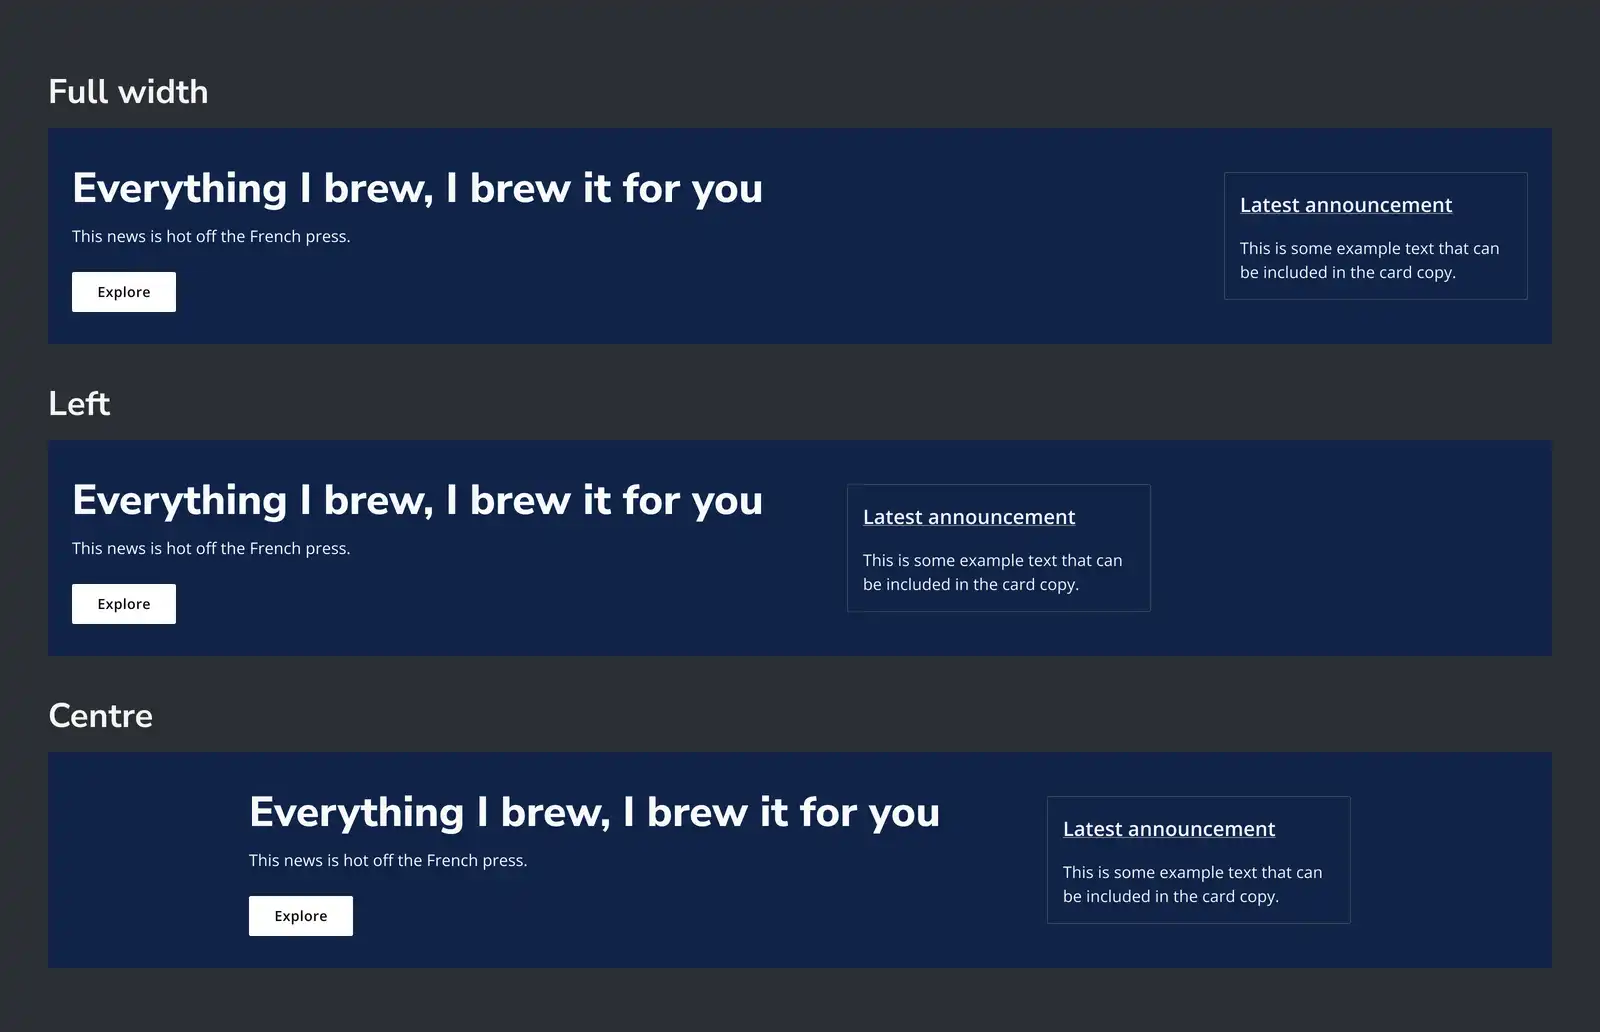 Full width
Everything I brew, I brew it for you
This news is hot off the French press.
Explore
Latest announcement
This is some example text that can
be included in the card copy.
Left
Everything I brew, I brew it for you
This news is hot off the French press.
Explore
Latest announcement
This is some example text that can
be included in the card copy.
Centre
Everything I brew, I brew it for you
This news is hot off the French press.
Explore
Latest announcement
This is some example text that can
be included in the card copy.